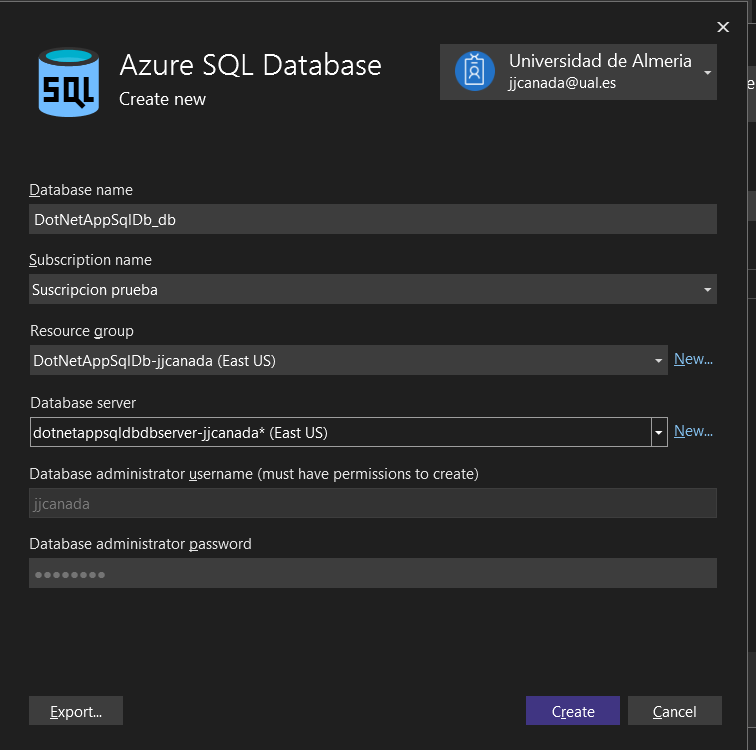 Azure SQL Database
Create new
Universidad de Almeria
jjcanada@ual.es
SQL
Database name
DotNetAppSqlDb_db
Subscription name
Suscripcion prueba
Resource group
DotNetAppSqlDb-jjcanada (East US)
New...
Database server
dotnetappsqldbdbserver-jjcanada* (East US)
New...
Database administrator username (must have permissions to create)
jjcanada
Database administrator password
●●●●●●●●
Export...
Create
Cancel